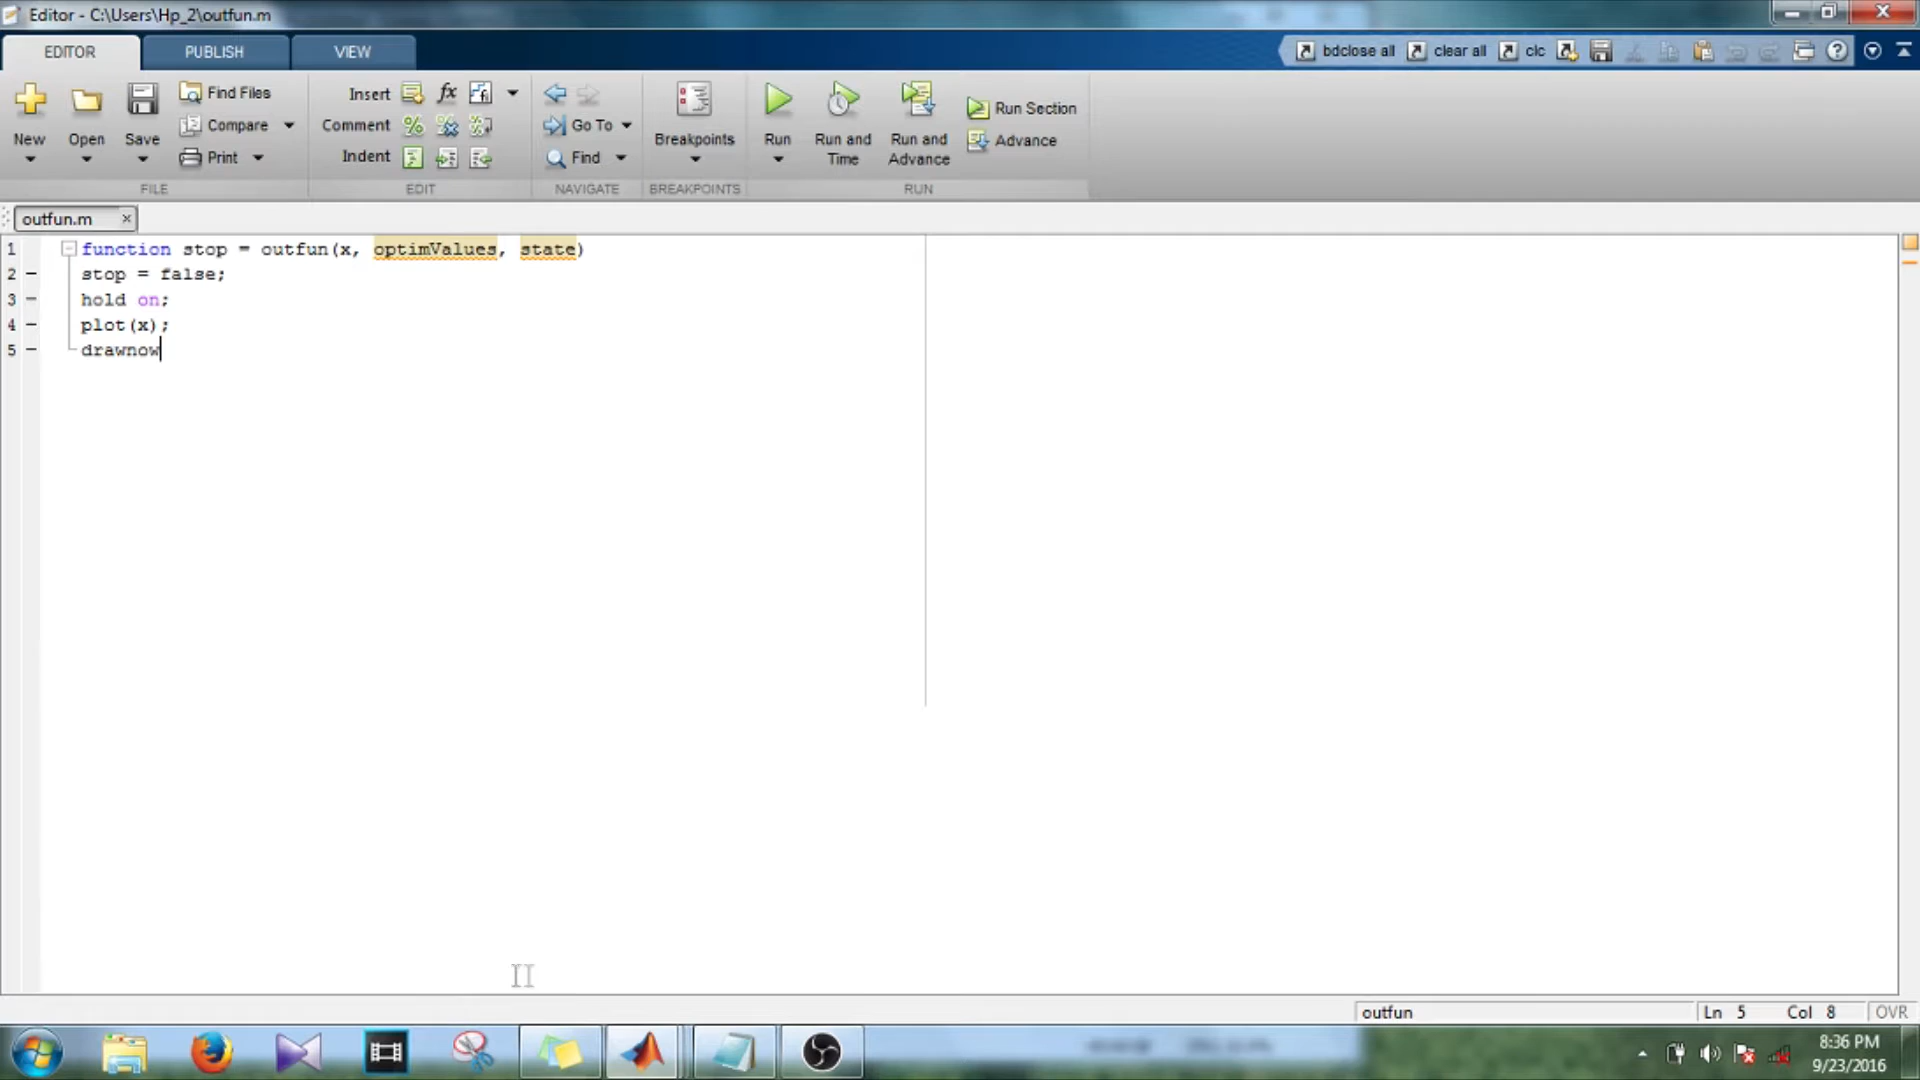 Editor - C:\Users\Hp_2\outfun.m
EDITOR PUBLISH VIEW bdclose all clear all clc
New Open Save Find Files Compare Print
FILE
Insert fx
Comment
Indent
EDIT
Go To
Find
NAVIGATE
Breakpoints
BREAKPOINTS
Run Run and Time Run and Advance Run Section Advance
RUN
outfun.m
1 function stop = outfun(x, optimValues, state)
2 stop = false;
3 hold on;
4 plot(x);
5 drawnow
outfun Ln 5 Col 8 OVR
8:36 PM
9/23/2016